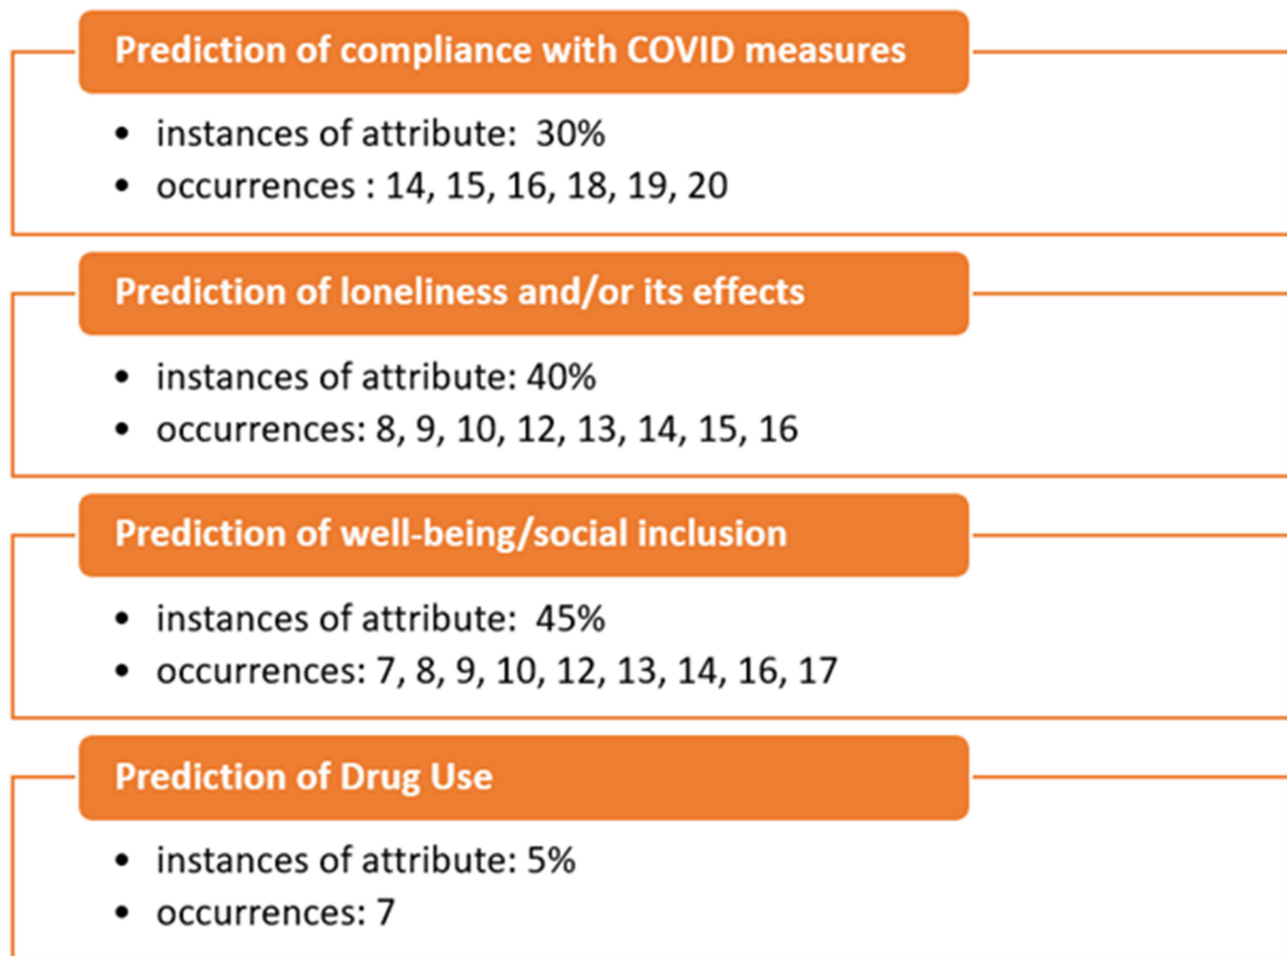 Prediction of compliance with COVID measures
• instances of attribute:  30%
• occurrences : 14, 15, 16, 18, 19, 20
Prediction of loneliness and/or its effects
• instances of attribute: 40%
• occurrences: 8, 9, 10, 12, 13, 14, 15, 16
Prediction of well-being/social inclusion
• instances of attribute:  45%
• occurrences: 7, 8, 9, 10, 12, 13, 14, 16, 17
Prediction of Drug Use
• instances of attribute: 5%
• occurrences: 7